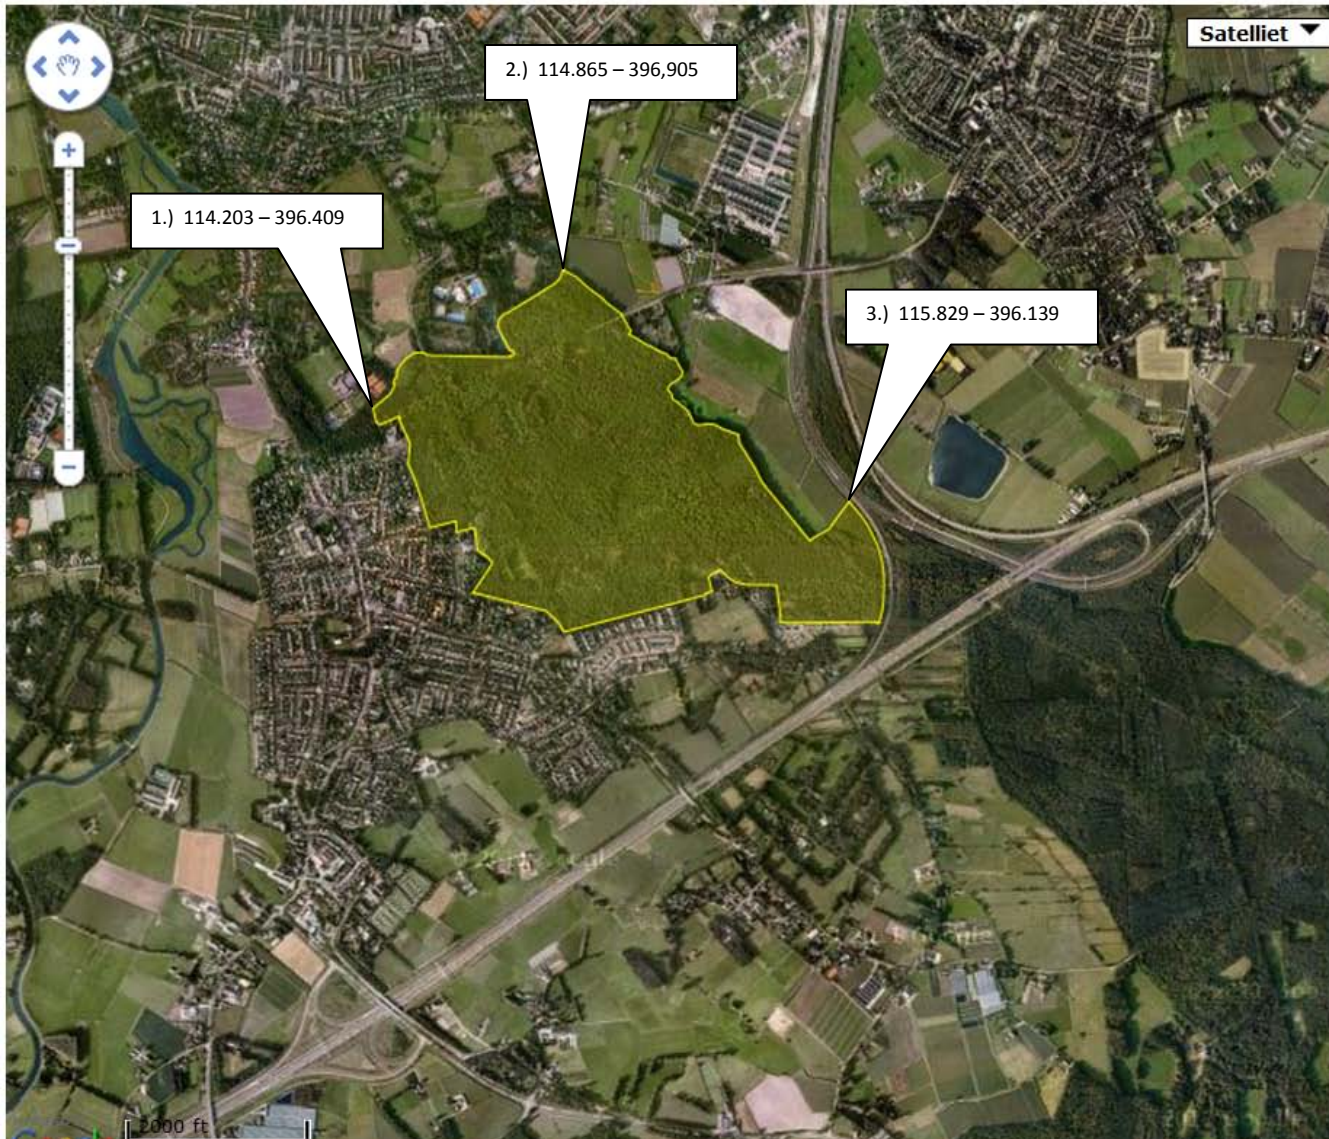 Satelliet
2.) 114.865 – 396,905
1.) 114.203 – 396.409
3.) 115.829 – 396.139
2000 ft